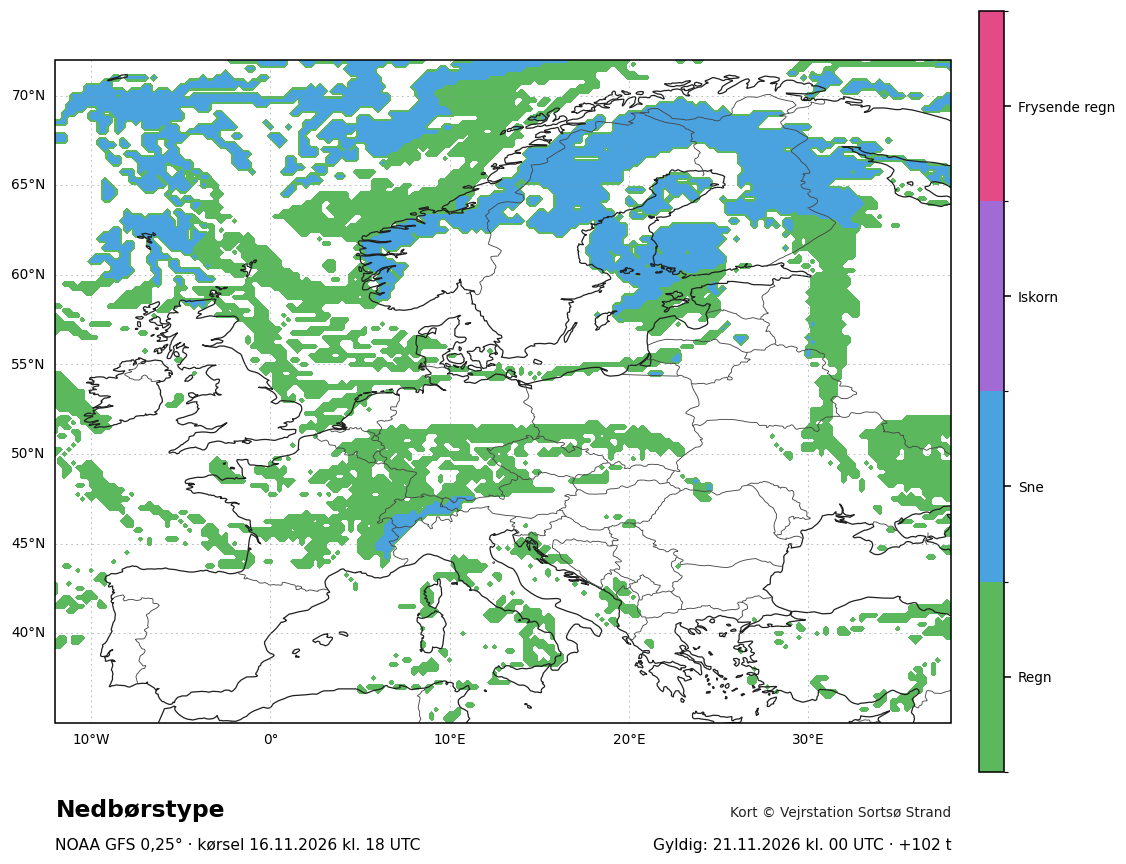 70°N
65°N
60°N
55°N
50°N
45°N
40°N
10°W
0°
10°E
20°E
30°E
Frysende regn
Iskorn
Sne
Regn
Nedbørstype
Kort © Vejrstation Sortsø Strand
NOAA GFS 0,25° · kørsel 16.11.2026 kl. 18 UTC
Gyldig: 21.11.2026 kl. 00 UTC · +102 t